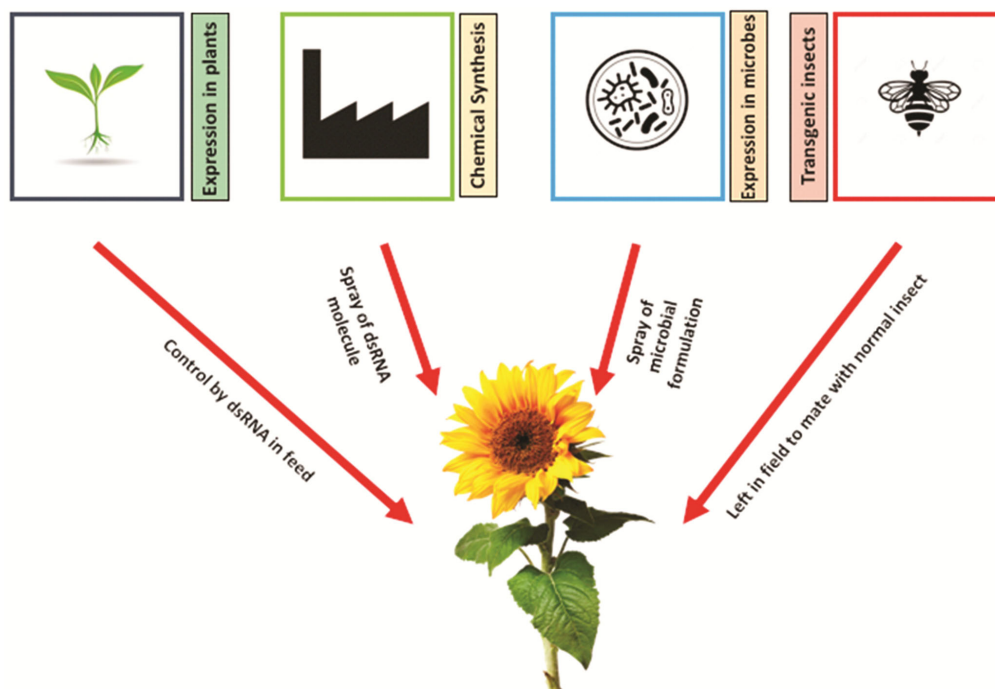 Expression in plants
Chemical Synthesis
Expression in microbes
Transgenic insects
Control by dsRNA in feed
Spray of dsRNA
molecule
Spray of
microbial
formulation
Left in field to mate with normal insect